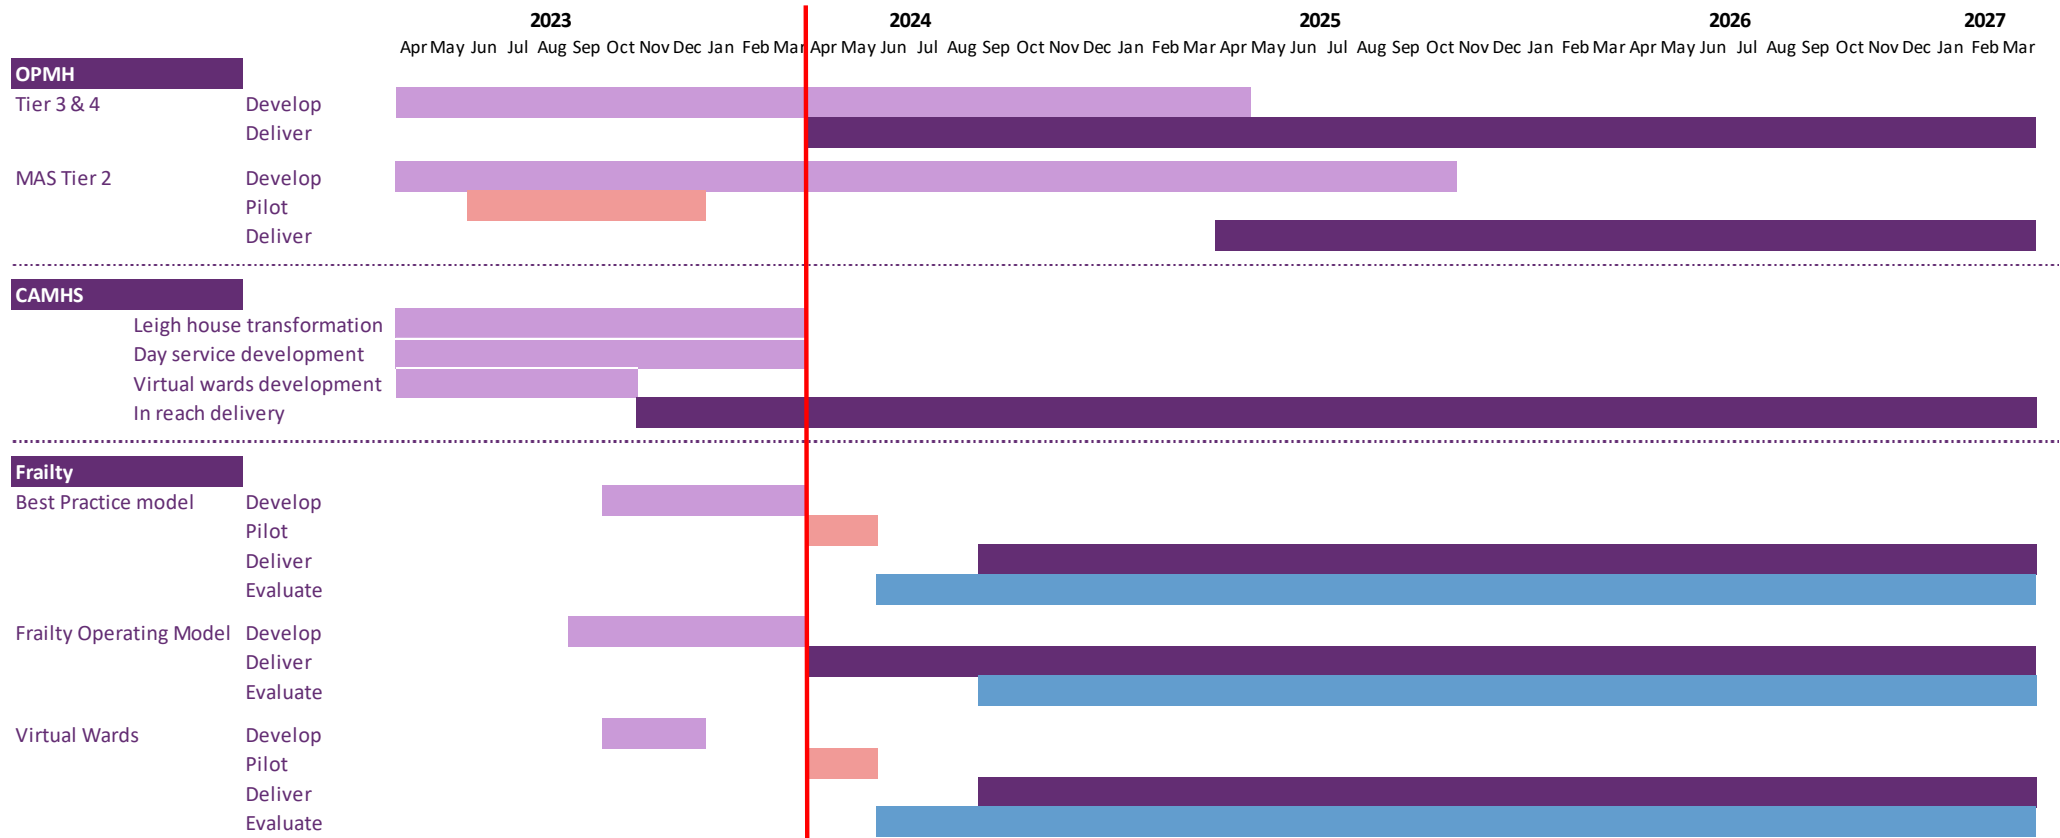 2023 2024 2025 2026 2027
Apr May Jun Jul Aug Sep Oct Nov Dec Jan Feb Mar Apr May Jun Jul Aug Sep Oct Nov Dec Jan Feb Mar Apr May Jun Jul Aug Sep Oct Nov Dec Jan Feb Mar Apr May Jun Jul Aug Sep Oct Nov Dec Jan Feb Mar
OPMH
Tier 3 & 4 Develop
Deliver
MAS Tier 2 Develop
Pilot
Deliver
CAMHS
Leigh house transformation
Day service development
Virtual wards development
In reach delivery
Frailty
Best Practice model Develop
Pilot
Deliver
Evaluate
Frailty Operating Model Develop
Deliver
Evaluate
Virtual Wards Develop
Pilot
Deliver
Evaluate